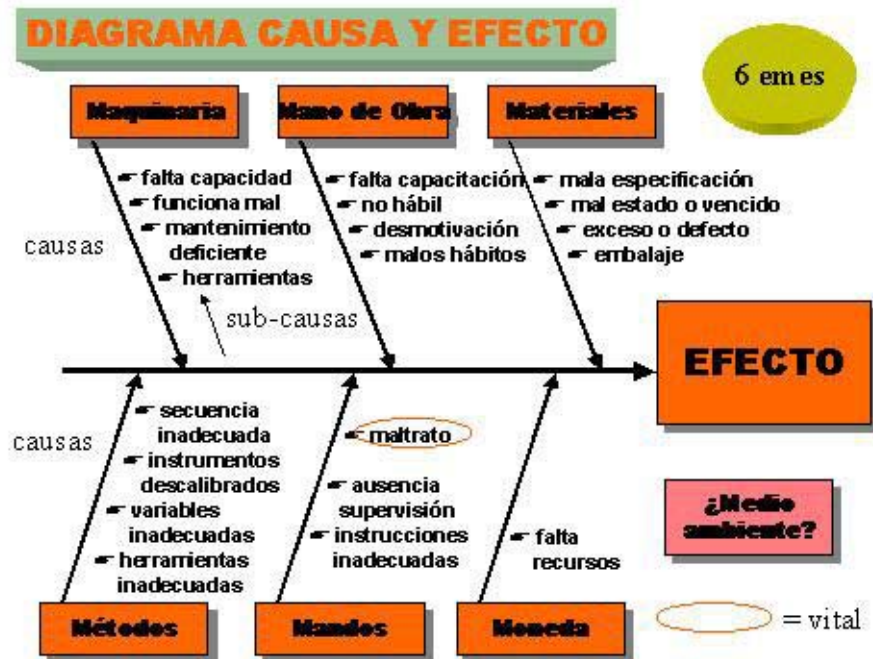 DIAGRAMA CAUSA Y EFECTO
6 emes
Maquinaria
Mano de Obra
Materiales
falta capacidad
funciona mal
mantenimiento
deficiente
herramientas
falta capacitación
no hábil
desmotivación
malos hábitos
mala especificación
mal estado o vencido
exceso o defecto
embalaje
causas
sub-causas
EFECTO
causas
secuencia
inadecuada
instrumentos
descalibrados
variables
inadecuadas
herramientas
inadecuadas
maltrato
ausencia
supervisión
instrucciones
inadecuadas
falta
recursos
¿Medio
ambiente?
Métodos
Mandos
Moneda
= vital